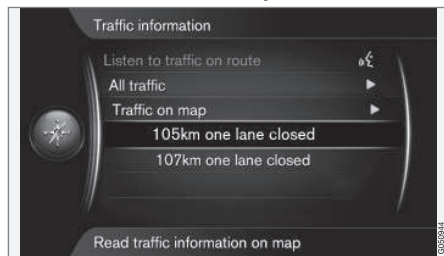 Traffic information
Listen to traffic on route
All traffic
Traffic on map
105km one lane closed
107km one lane closed
Read traffic information on map
G050944